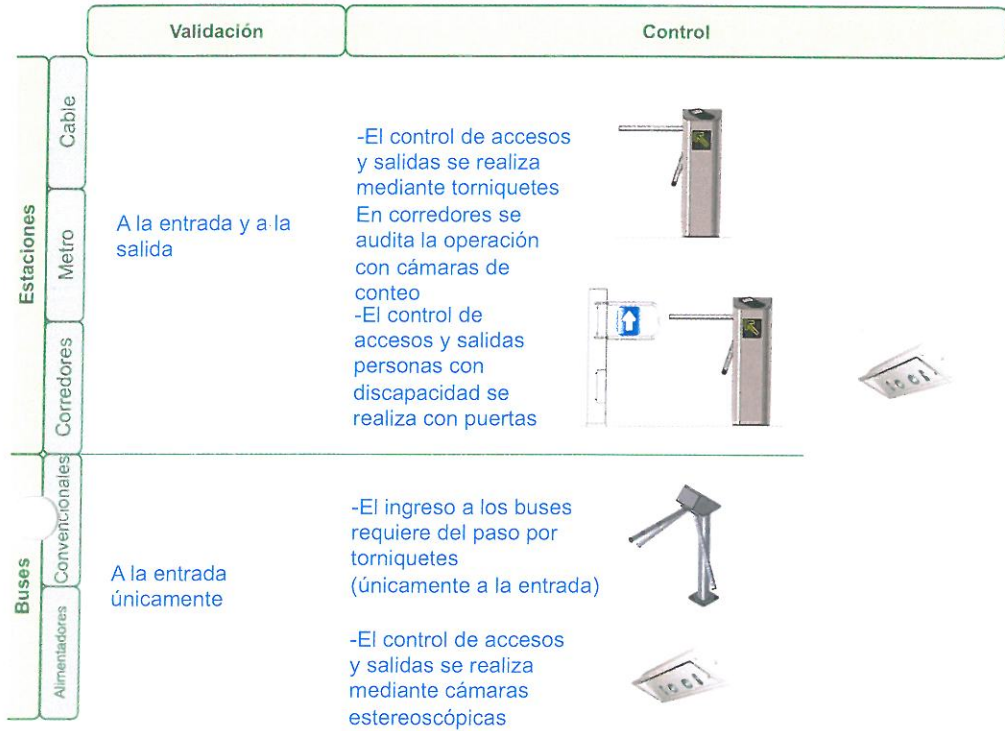 Validación
Control
Estaciones
Cable
Metro
Corredores
A la entrada y a la
salida
-El control de accesos
y salidas se realiza
mediante torniquetes
En corredores se
audita la operación
con cámaras de
conteo
-El control de
accesos y salidas
personas con
discapacidad se
realiza con puertas
Buses
Convencionales
Alimentadores
A la entrada
únicamente
-El ingreso a los buses
requiere del paso por
torniquetes
(únicamente a la entrada)
-El control de accesos
y salidas se realiza
mediante cámaras
estereoscópicas